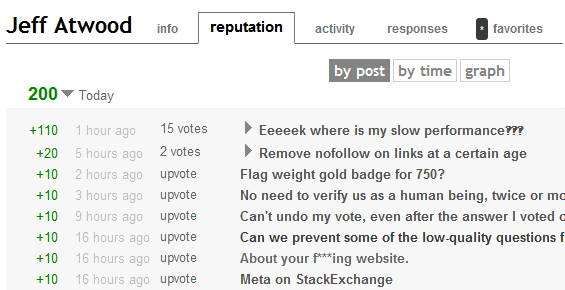 Jeff Atwood info reputation activity responses * favorites
by post by time graph
200 Today
+110 1 hour ago 15 votes Eeeeek where is my slow performance???
+20 5 hours ago 2 votes Remove nofollow on links at a certain age
+10 2 hours ago upvote Flag weight gold badge for 750?
+10 3 hours ago upvote No need to verify us as a human being, twice or mo
+10 9 hours ago upvote Can't undo my vote, even after the answer I voted o
+10 16 hours ago upvote Can we prevent some of the low-quality questions f
+10 16 hours ago upvote About your f***ing website.
+10 16 hours ago upvote Meta on StackExchange